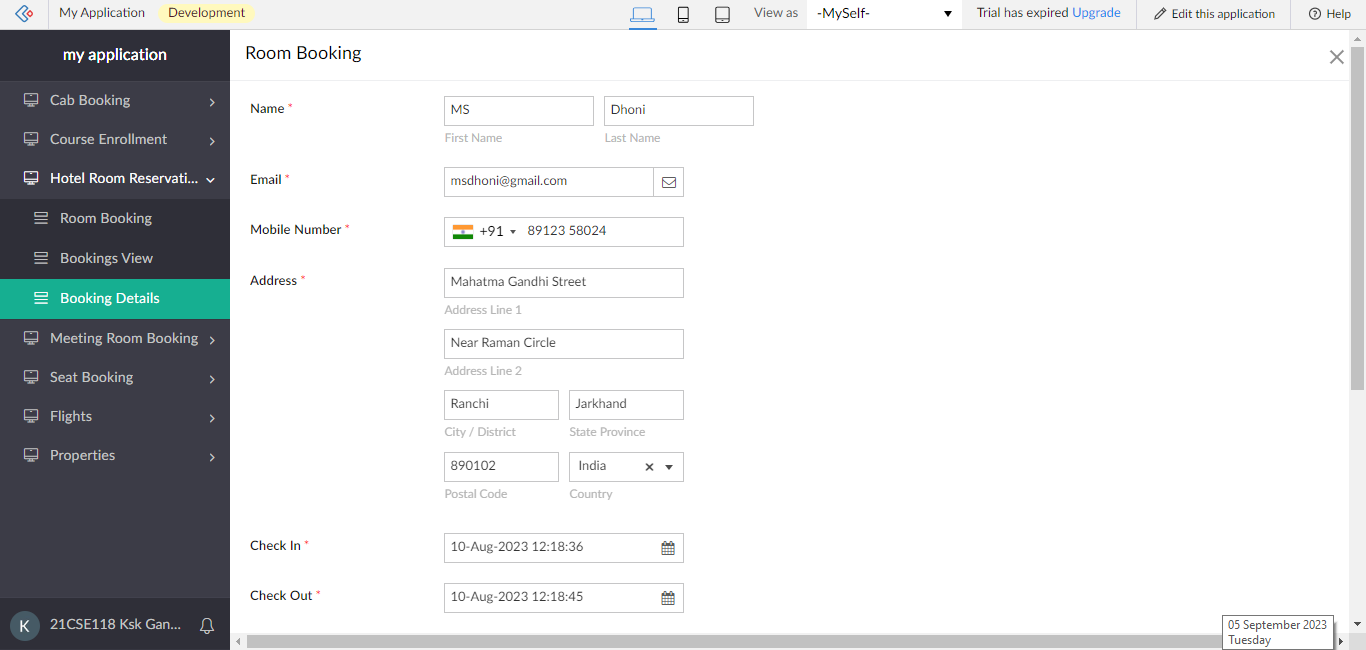 My Application Development View as -MySelf- Trial has expired Upgrade Edit this application Help
my application
Cab Booking
Course Enrollment
Hotel Room Reservati...
Room Booking
Bookings View
Booking Details
Meeting Room Booking
Seat Booking
Flights
Properties
K 21CSE118 Ksk Gan...
Room Booking
Name * MS Dhoni
First Name Last Name
Email * msdhoni@gmail.com
Mobile Number * +91 89123 58024
Address * Mahatma Gandhi Street
Address Line 1
Near Raman Circle
Address Line 2
Ranchi Jarkhand
City / District State Province
890102 India
Postal Code Country
Check In * 10-Aug-2023 12:18:36
Check Out * 10-Aug-2023 12:18:45
05 September 2023
Tuesday